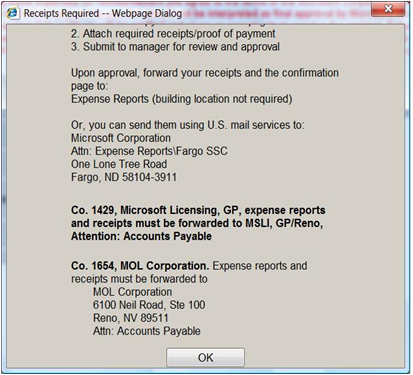 Receipts Required -- Webpage Dialog
2. Attach required receipts/proof of payment
3. Submit to manager for review and approval
Upon approval, forward your receipts and the confirmation
page to:
Expense Reports (building location not required)
Or, you can send them using U.S. mail services to:
Microsoft Corporation
Attn: Expense Reports\Fargo SSC
One Lone Tree Road
Fargo, ND 58104-3911
Co. 1429, Microsoft Licensing, GP, expense reports
and receipts must be forwarded to MSLI, GP/Reno,
Attention: Accounts Payable
Co. 1654, MOL Corporation. Expense reports and
receipts must be forwarded to
MOL Corporation
6100 Neil Road, Ste 100
Reno, NV 89511
Attn: Accounts Payable
OK